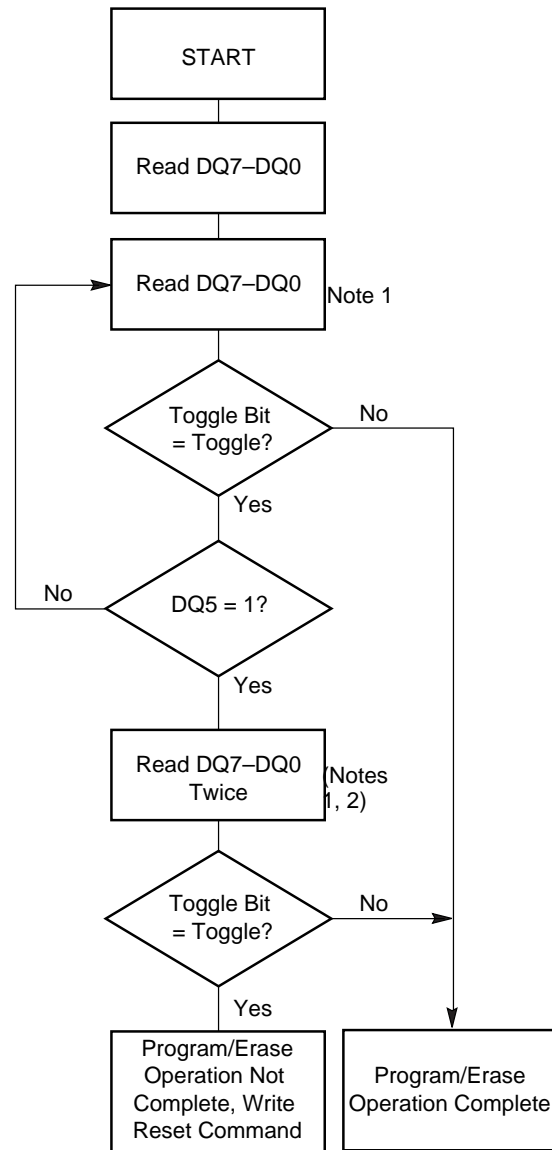 START
Read DQ7–DQ0
Read DQ7–DQ0
Note 1
Toggle Bit
= Toggle?
No
Yes
No
DQ5 = 1?
Yes
Read DQ7–DQ0
Twice
(Notes
1, 2)
Toggle Bit
= Toggle?
No
Yes
Program/Erase
Operation Not
Complete, Write
Reset Command
Program/Erase
Operation Complete